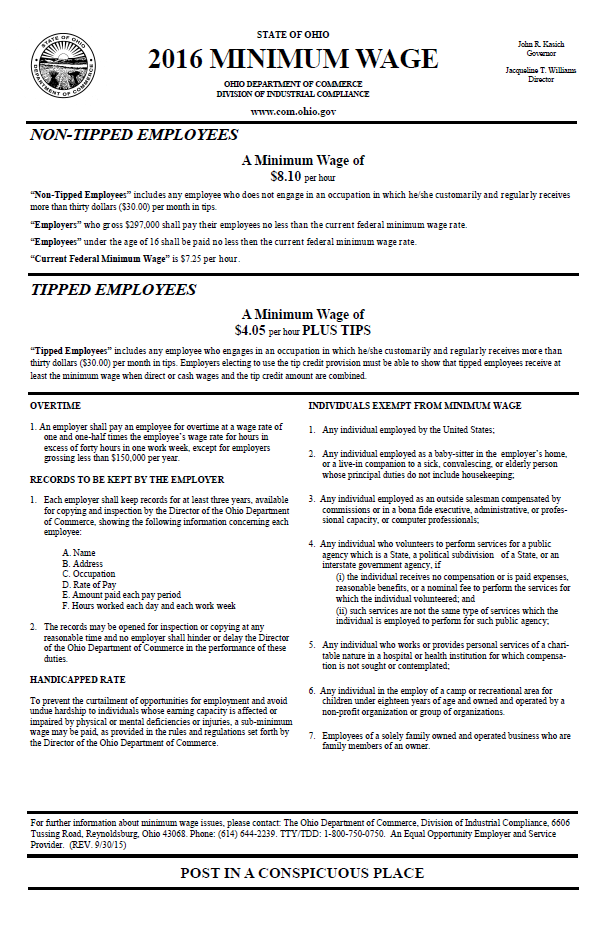 STATE OF OHIO
2016 MINIMUM WAGE
OHIO DEPARTMENT OF COMMERCE
DIVISION OF INDUSTRIAL COMPLIANCE
www.com.ohio.gov
John R. Kasich
Governor
Jacqueline T. Williams
Director
STATE OF OHIO
DEPARTMENT OF COMMERCE
NON-TIPPED EMPLOYEES
A Minimum Wage of
$8.10 per hour
“Non-Tipped Employees” includes any employee who does not engage in an occupation in which he/she customarily and regularly receives
more than thirty dollars ($30.00) per month in tips.
“Employers” who gross $297,000 shall pay their employees no less than the current federal minimum wage rate.
“Employees” under the age of 16 shall be paid no less then the current federal minimum wage rate.
“Current Federal Minimum Wage” is $7.25 per hour.
TIPPED EMPLOYEES
A Minimum Wage of
$4.05 per hour PLUS TIPS
“Tipped Employees” includes any employee who engages in an occupation in which he/she customarily and regularly receives more than
thirty dollars ($30.00) per month in tips. Employers electing to use the tip credit provision must be able to show that tipped employees receive at
least the minimum wage when direct or cash wages and the tip credit amount are combined.
OVERTIME
1. An employer shall pay an employee for overtime at a wage rate of
one and one-half times the employee’s wage rate for hours in
excess of forty hours in one work week, except for employers
grossing less than $150,000 per year.
RECORDS TO BE KEPT BY THE EMPLOYER
1. Each employer shall keep records for at least three years, available
for copying and inspection by the Director of the Ohio Department
of Commerce, showing the following information concerning each
employee:
A. Name
B. Address
C. Occupation
D. Rate of Pay
E. Amount paid each pay period
F. Hours worked each day and each work week
2. The records may be opened for inspection or copying at any
reasonable time and no employer shall hinder or delay the Director
of the Ohio Department of Commerce in the performance of these
duties.
HANDICAPPED RATE
To prevent the curtailment of opportunities for employment and avoid
undue hardship to individuals whose earning capacity is affected or
impaired by physical or mental deficiencies or injuries, a sub-minimum
wage may be paid, as provided in the rules and regulations set forth by
the Director of the Ohio Department of Commerce.
INDIVIDUALS EXEMPT FROM MINIMUM WAGE
1. Any individual employed by the United States;
2. Any individual employed as a baby-sitter in the employer’s home,
or a live-in companion to a sick, convalescing, or elderly person
whose principal duties do not include housekeeping;
3. Any individual employed as an outside salesman compensated by
commissions or in a bona fide executive, administrative, or profes-
sional capacity, or computer professionals;
4. Any individual who volunteers to perform services for a public
agency which is a State, a political subdivision of a State, or an
interstate government agency, if
(i) the individual receives no compensation or is paid expenses,
reasonable benefits, or a nominal fee to perform the services for
which the individual volunteered; and
(ii) such services are not the same type of services which the
individual is employed to perform for such public agency;
5. Any individual who works or provides personal services of a chari-
table nature in a hospital or health institution for which compensa-
tion is not sought or contemplated;
6. Any individual in the employ of a camp or recreational area for
children under eighteen years of age and owned and operated by a
non-profit organization or group of organizations.
7. Employees of a solely family owned and operated business who are
family members of an owner.
For further information about minimum wage issues, please contact: The Ohio Department of Commerce, Division of Industrial Compliance, 6606
Tussing Road, Reynoldsburg, Ohio 43068. Phone: (614) 644-2239. TTY/TDD: 1-800-750-0750. An Equal Opportunity Employer and Service
Provider. (REV. 9/30/15)
POST IN A CONSPICUOUS PLACE